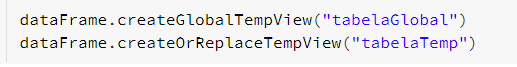 dataFrame.createGlobalTempView("tabelaGlobal")
dataFrame.createOrReplaceTempView("tabelaTemp")